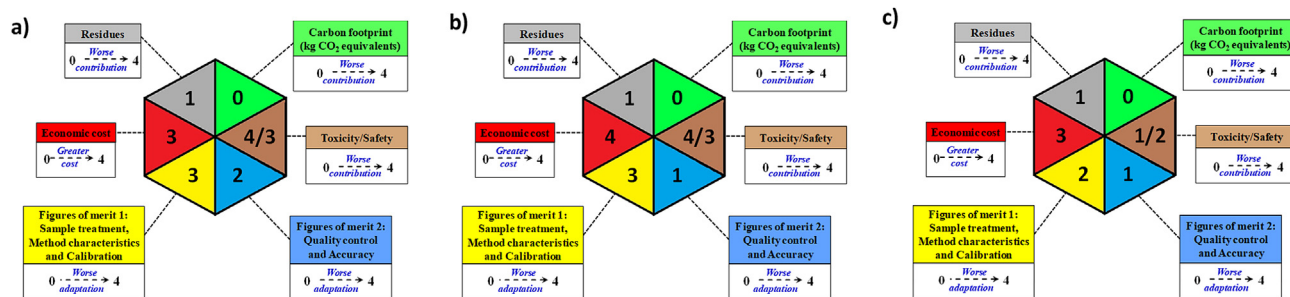 a)
Residues
Worse
0 4
contribution
Carbon footprint
(kg CO2 equivalents)
Worse
0 4
contribution
1
0
Economic cost
Greater
0 4
cost
3
4/3
Toxicity/Safety
Worse
0 4
contribution
3
2
Figures of merit 1:
Sample treatment,
Method characteristics
and Calibration
Worse
0 4
adaptation
Figures of merit 2:
Quality control
and Accuracy
Worse
0 4
adaptation
b)
Residues
Worse
0 4
contribution
Carbon footprint
(kg CO2 equivalents)
Worse
0 4
contribution
1
0
Economic cost
Greater
0 4
cost
4
4/3
Toxicity/Safety
Worse
0 4
contribution
3
1
Figures of merit 1:
Sample treatment,
Method characteristics
and Calibration
Worse
0 4
adaptation
Figures of merit 2:
Quality control
and Accuracy
Worse
0 4
adaptation
c)
Residues
Worse
0 4
contribution
Carbon footprint
(kg CO2 equivalents)
Worse
0 4
contribution
1
0
Economic cost
Greater
0 4
cost
3
1/2
Toxicity/Safety
Worse
0 4
contribution
2
1
Figures of merit 1:
Sample treatment,
Method characteristics
and Calibration
Worse
0 4
adaptation
Figures of merit 2:
Quality control
and Accuracy
Worse
0 4
adaptation